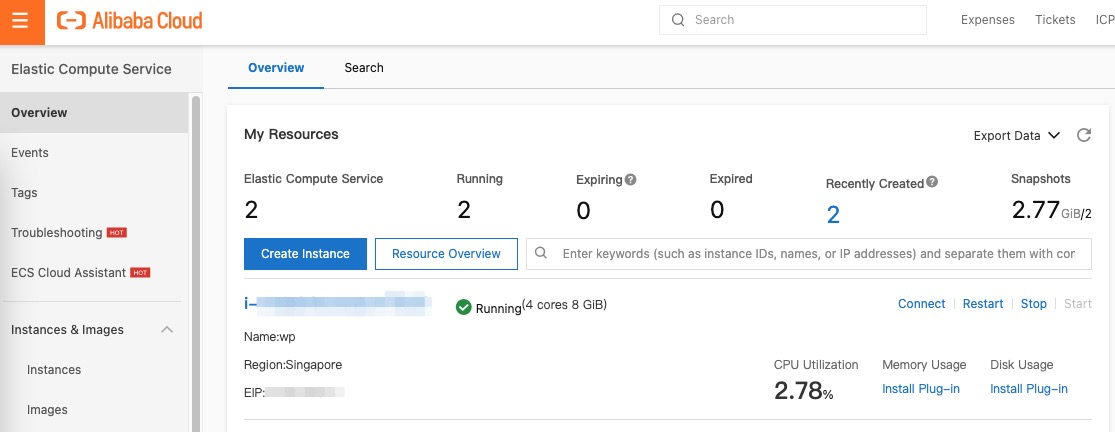 Alibaba Cloud
Search
Expenses Tickets ICP
Elastic Compute Service
Overview
Events
Tags
Troubleshooting HOT
ECS Cloud Assistant HOT
Instances & Images
Instances
Images
Overview Search
My Resources
Export Data
Elastic Compute Service Running Expiring Expired Recently Created Snapshots
2 2 0 0 2 2.77 GiB/2
Create Instance Resource Overview Enter keywords (such as instance IDs, names, or IP addresses) and separate them with cor
i- Running(4 cores 8 GiB) Connect Restart Stop Start
Name:wp
Region:Singapore
EIP:
CPU Utilization Memory Usage Disk Usage
2.78% Install Plug-in Install Plug-in